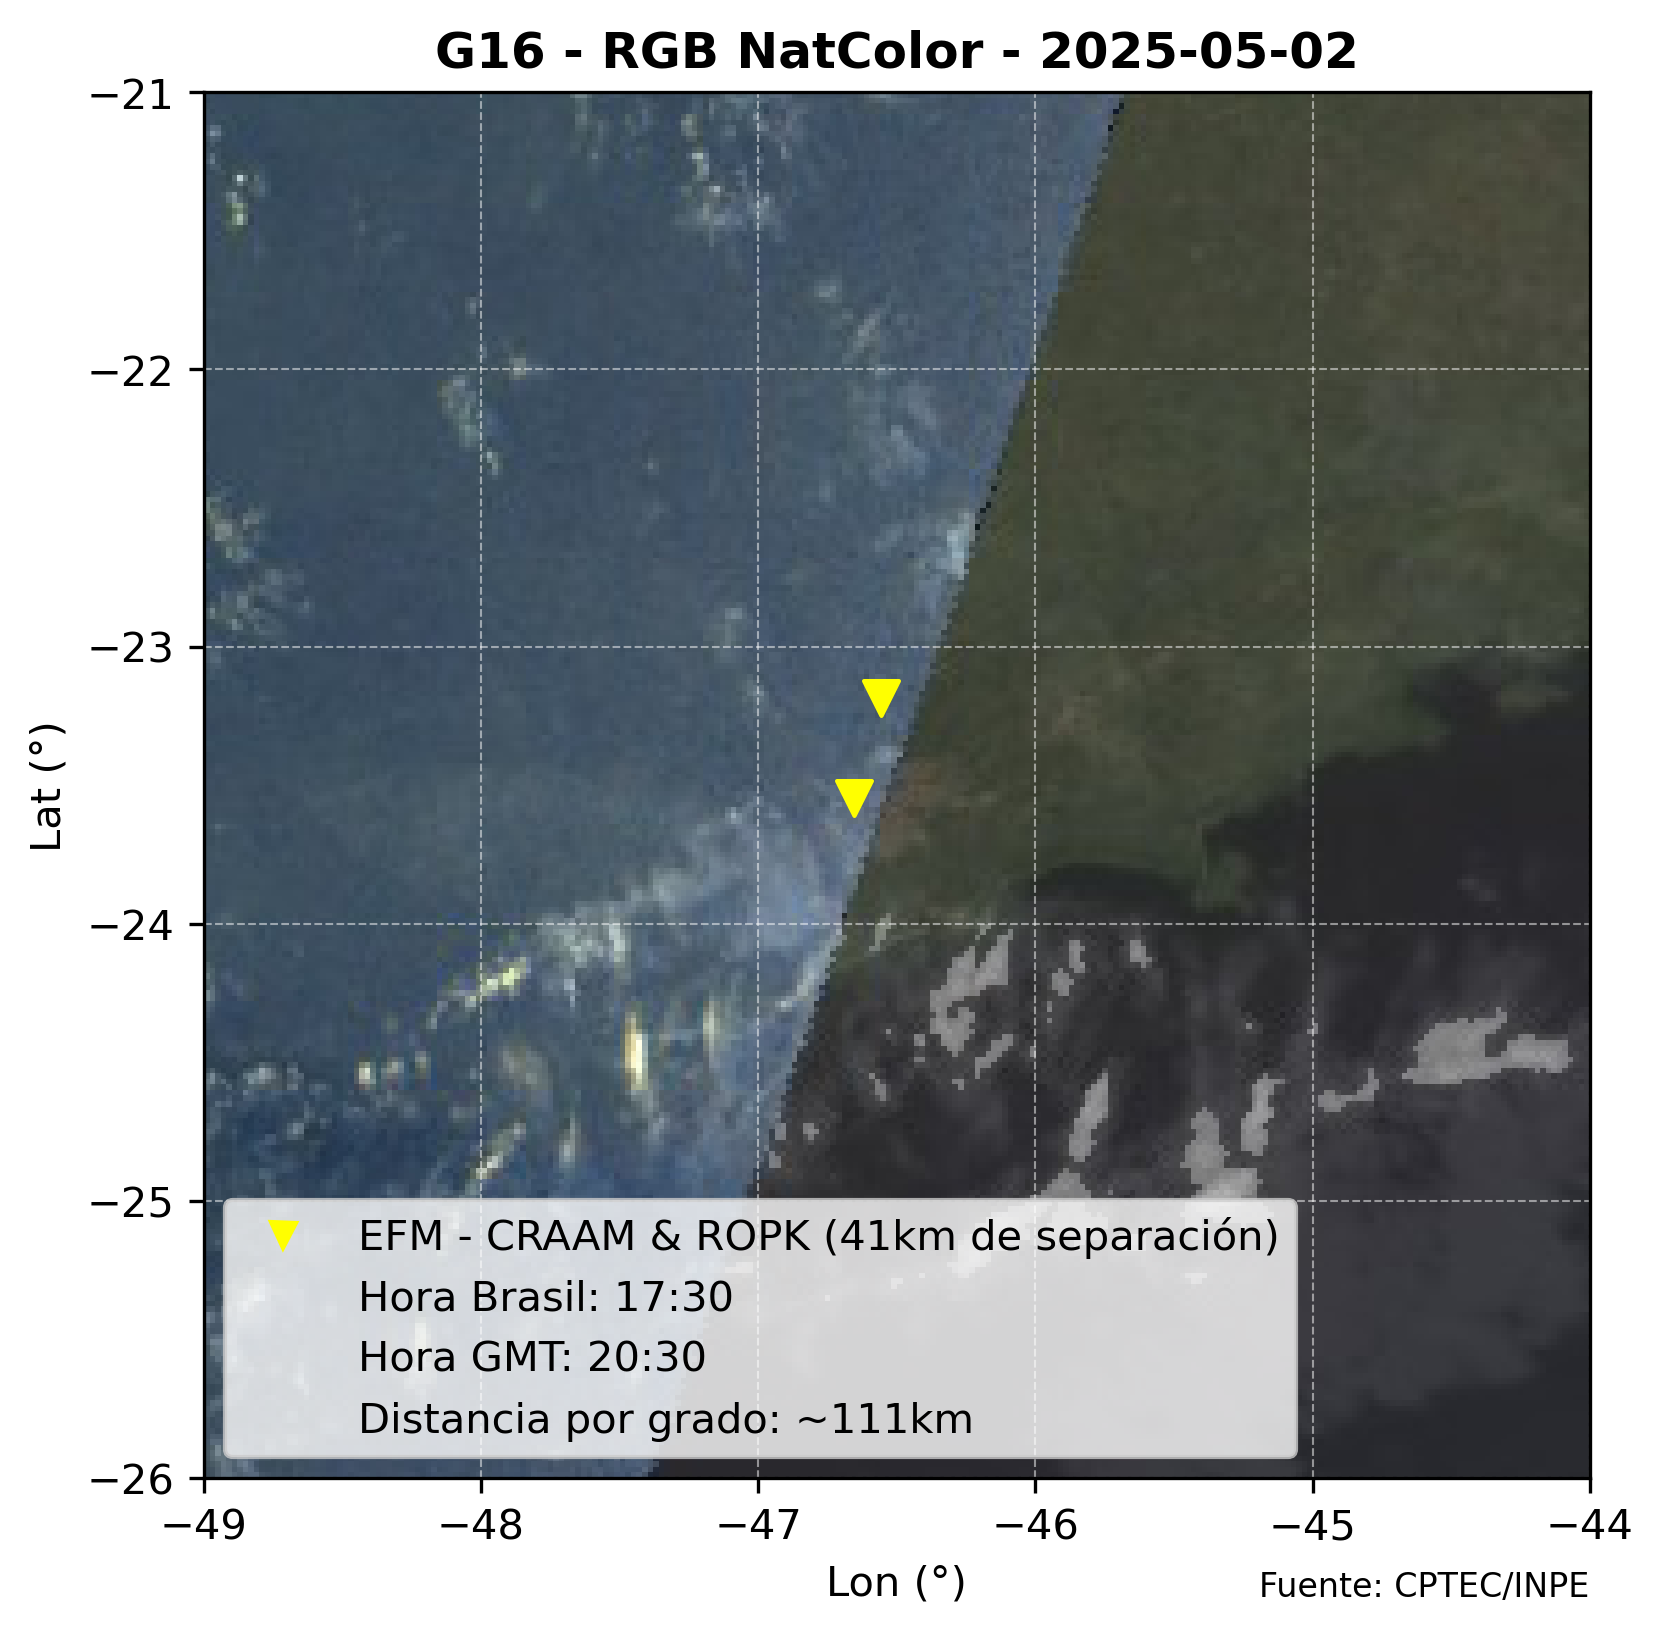 G16 - RGB NatColor - 2025-05-02
−21
−22
−23
−24
−25
−26
Lat (°)
EFM - CRAAM & ROPK (41km de separación)
Hora Brasil: 17:30
Hora GMT: 20:30
Distancia por grado: ~111km
−49 −48 −47 −46 −45 −44
Lon (°)
Fuente: CPTEC/INPE